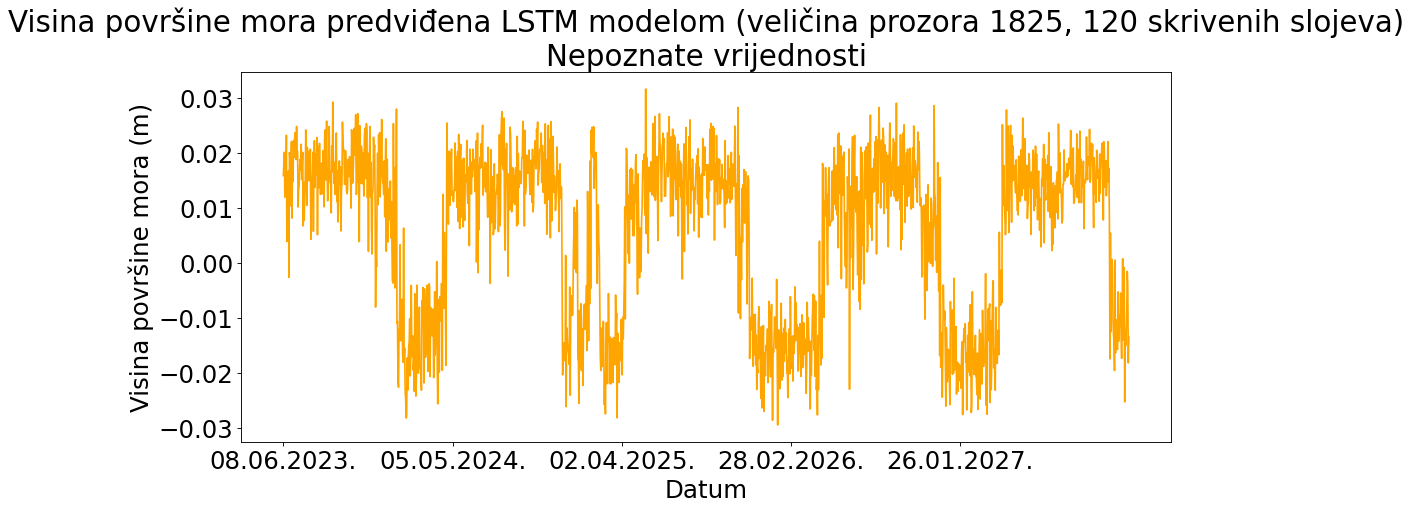 Visina površine mora predviđena LSTM modelom (veličina prozora 1825, 120 skrivenih slojeva)
Nepoznate vrijednosti
Visina površine mora (m)
0.03
0.02
0.01
0.00
−0.01
−0.02
−0.03
08.06.2023. 05.05.2024. 02.04.2025. 28.02.2026. 26.01.2027.
Datum